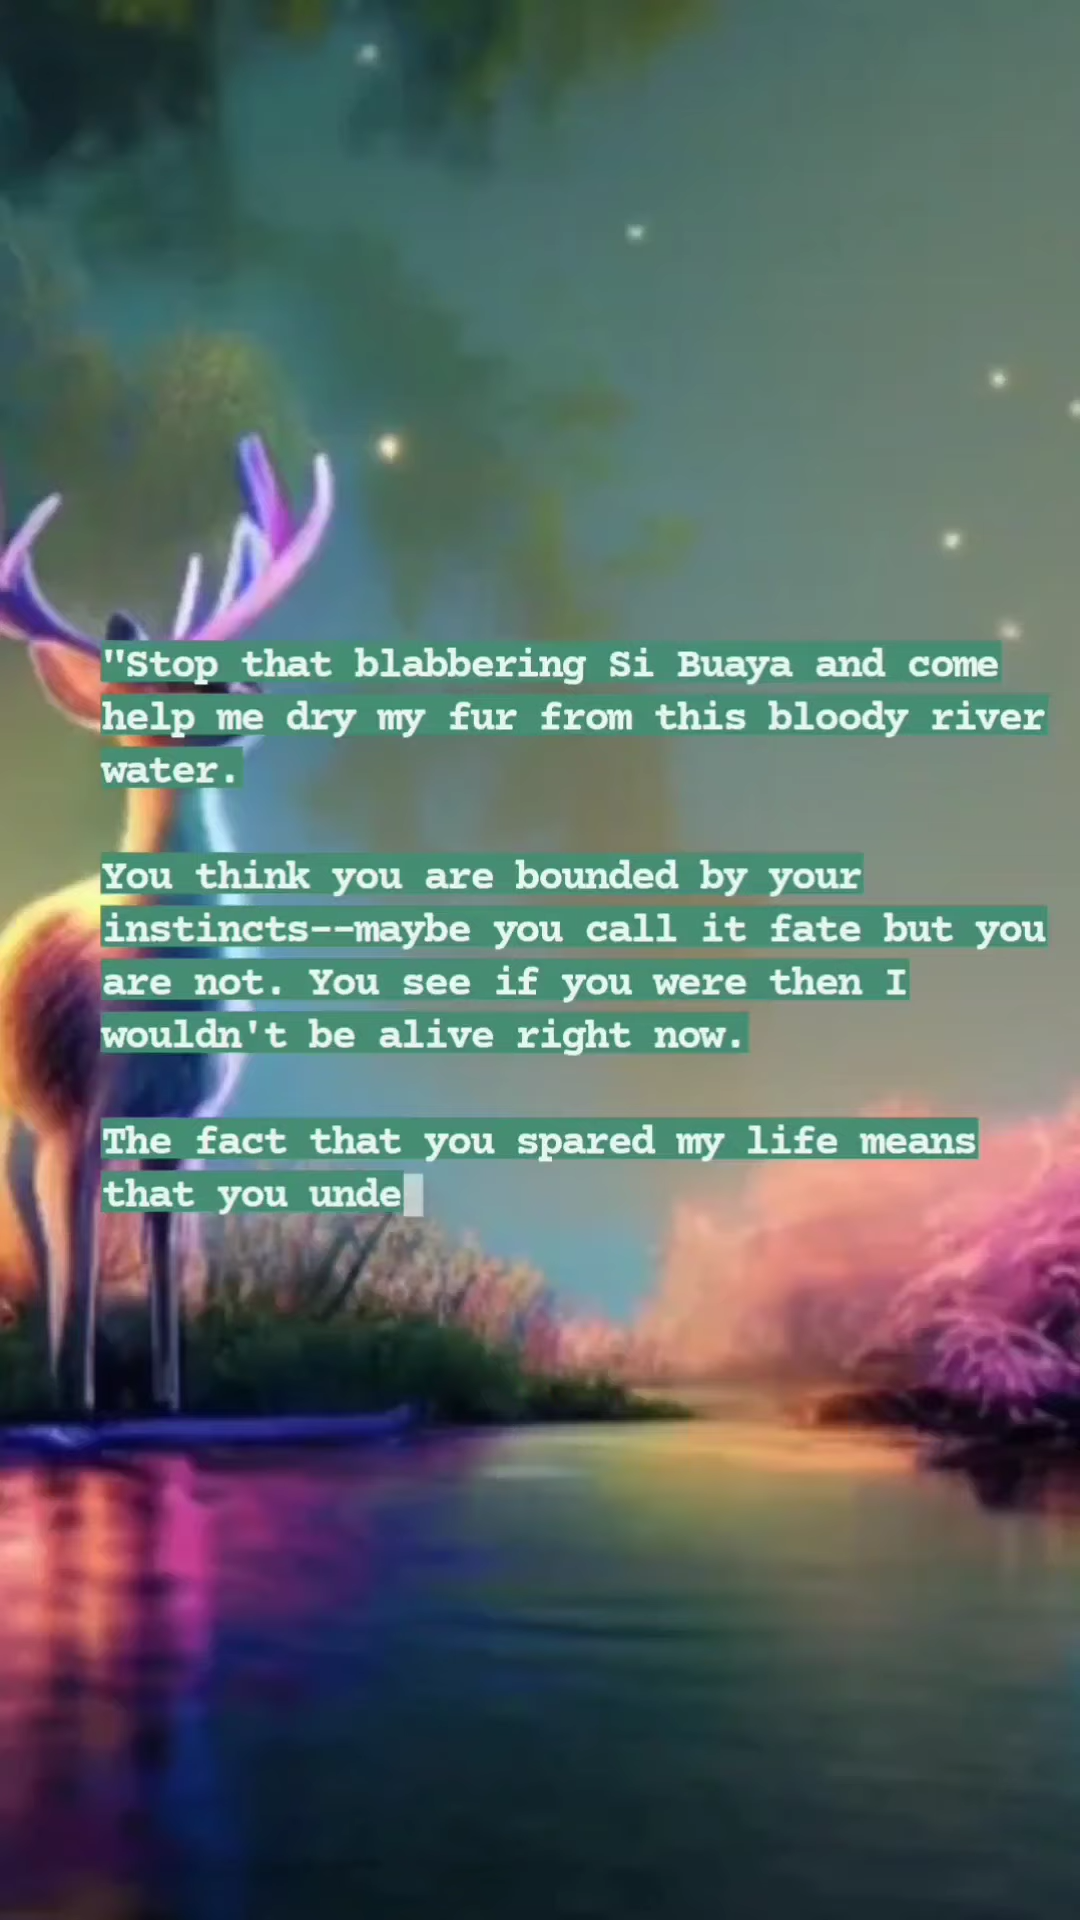 "Stop that blabbering Si Buaya and come
help me dry my fur from this bloody river
water.
You think you are bounded by your
instincts--maybe you call it fate but you
are not. You see if you were then I
wouldn't be alive right now.
The fact that you spared my life means
that you unde